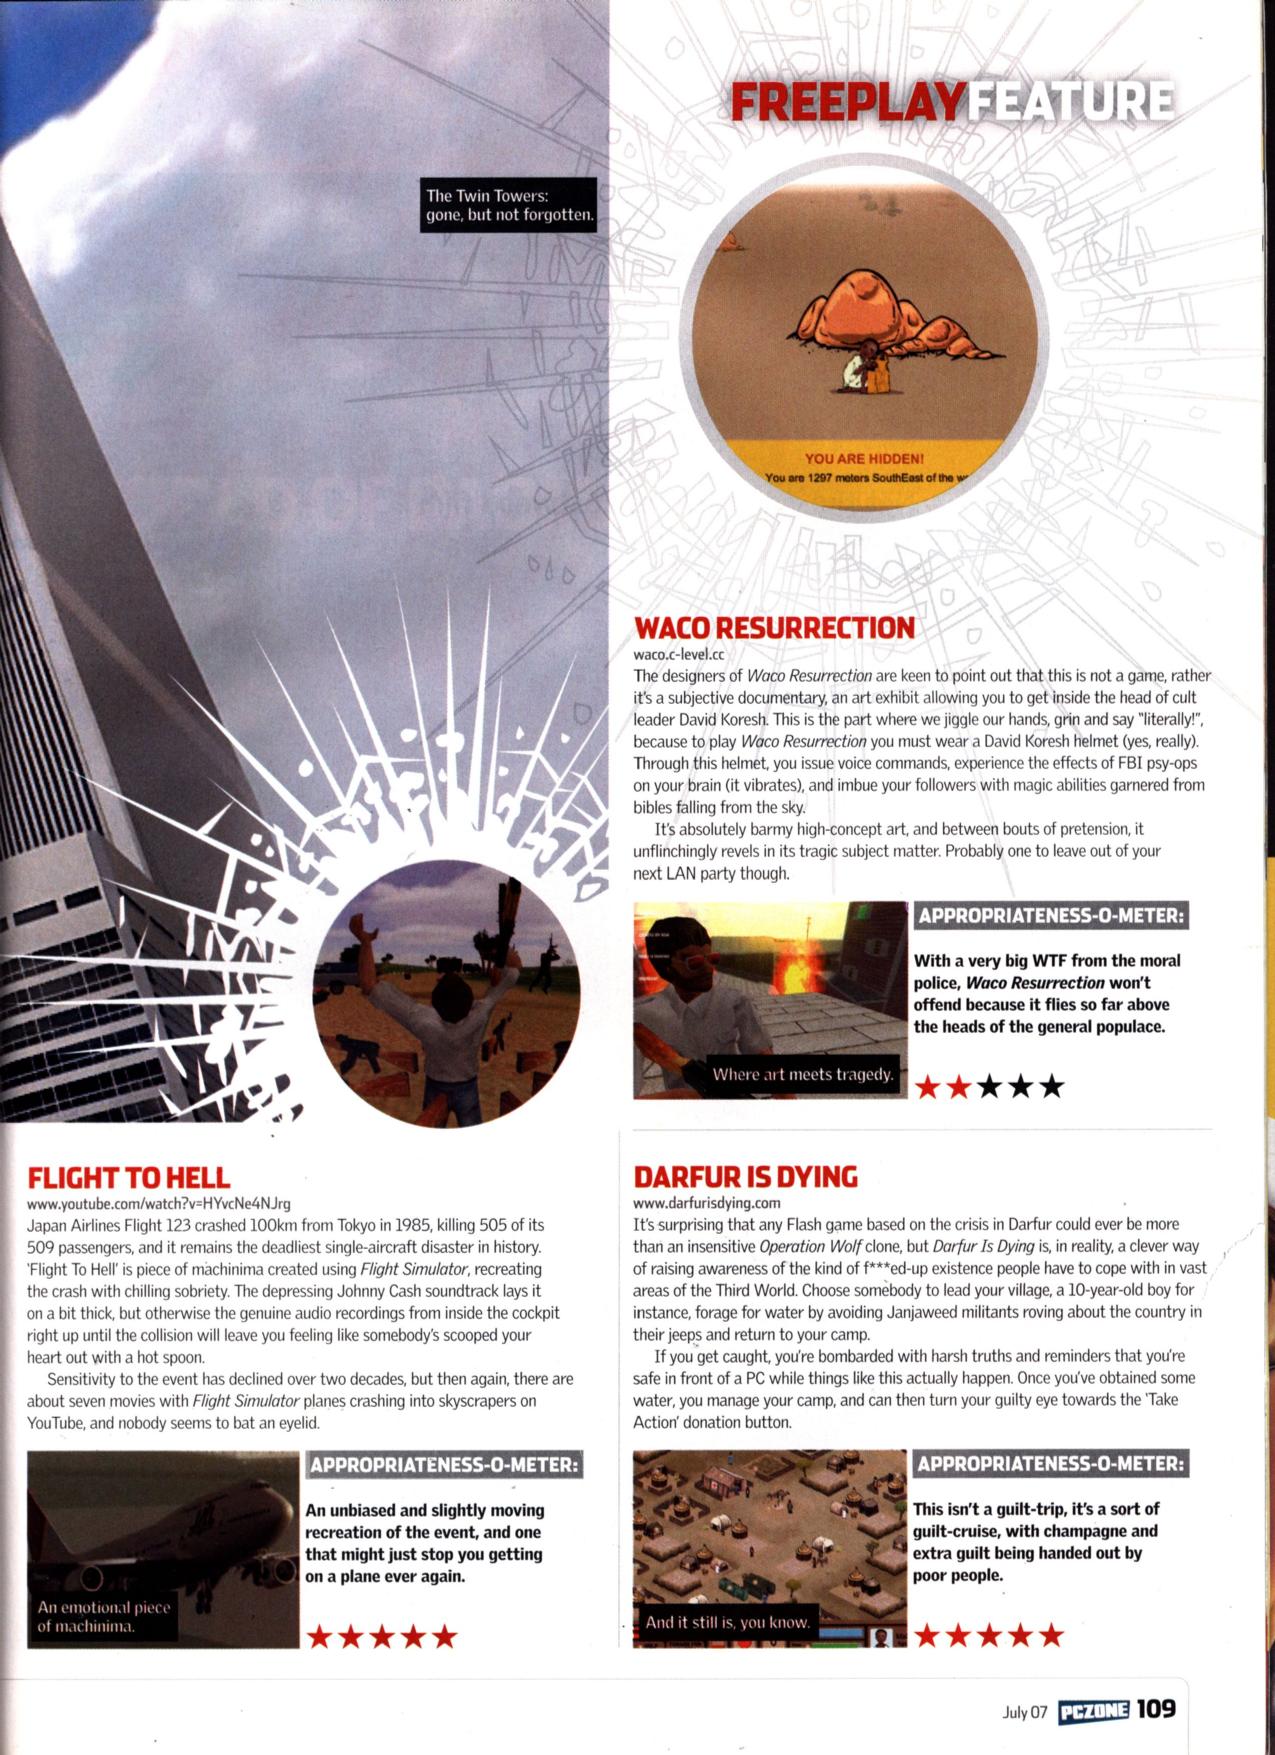 FREEPLAYFEATURE
The Twin Towers:
gone, but not forgotten.
YOU ARE HIDDEN!
You are 1297 meters SouthEast of the
WACO RESURRECTION
waco.c-level.cc
The designers of Waco Resurrection are keen to point out that this is not a game, rather
it's a subjective documentary, an art exhibit allowing you to get inside the head of cult
leader David Koresh. This is the part where we jiggle our hands, grin and say "literally!",
because to play Waco Resurrection you must wear a David Koresh helmet (yes, really).
Through this helmet, you issue voice commands, experience the effects of FBI psy-ops
on your brain (it vibrates), and imbue your followers with magic abilities garnered from
bibles falling from the sky.
It's absolutely barmy high-concept art, and between bouts of pretension, it
unflinchingly revels in its tragic subject matter. Probably one to leave out of your
next LAN party though.
Where art meets tragedy.
APPROPRIATENESS-O-METER:
With a very big WTF from the moral
police, Waco Resurrection won't
offend because it flies so far above
the heads of the general populace.
FLIGHT TO HELL
www.youtube.com/watch?v=HYvcNe4NJrg
Japan Airlines Flight 123 crashed 100km from Tokyo in 1985, killing 505 of its
509 passengers, and it remains the deadliest single-aircraft disaster in history.
'Flight To Hell' is piece of machinima created using Flight Simulator, recreating
the crash with chilling sobriety. The depressing Johnny Cash soundtrack lays it
on a bit thick, but otherwise the genuine audio recordings from inside the cockpit
right up until the collision will leave you feeling like somebody's scooped your
heart out with a hot spoon.
Sensitivity to the event has declined over two decades, but then again, there are
about seven movies with Flight Simulator planes crashing into skyscrapers on
YouTube, and nobody seems to bat an eyelid.
An emotional piece
of machinima.
APPROPRIATENESS-O-METER:
An unbiased and slightly moving
recreation of the event, and one
that might just stop you getting
on a plane ever again.
DARFUR IS DYING
www.darfurisdying.com
It's surprising that any Flash game based on the crisis in Darfur could ever be more
than an insensitive Operation Wolf clone, but Darfur Is Dying is, in reality, a clever way
of raising awareness of the kind of f***ed-up existence people have to cope with in vast
areas of the Third World. Choose somebody to lead your village, a 10-year-old boy for
instance, forage for water by avoiding Janjaweed militants roving about the country in
their jeeps and return to your camp.
If you get caught, you're bombarded with harsh truths and reminders that you're
safe in front of a PC while things like this actually happen. Once you've obtained some
water, you manage your camp, and can then turn your guilty eye towards the 'Take
Action' donation button.
And it still is, you know.
APPROPRIATENESS-O-METER:
This isn't a guilt-trip, it's a sort of
guilt-cruise, with champagne and
extra guilt being handed out by
poor people.
July 07 PCZONE 109